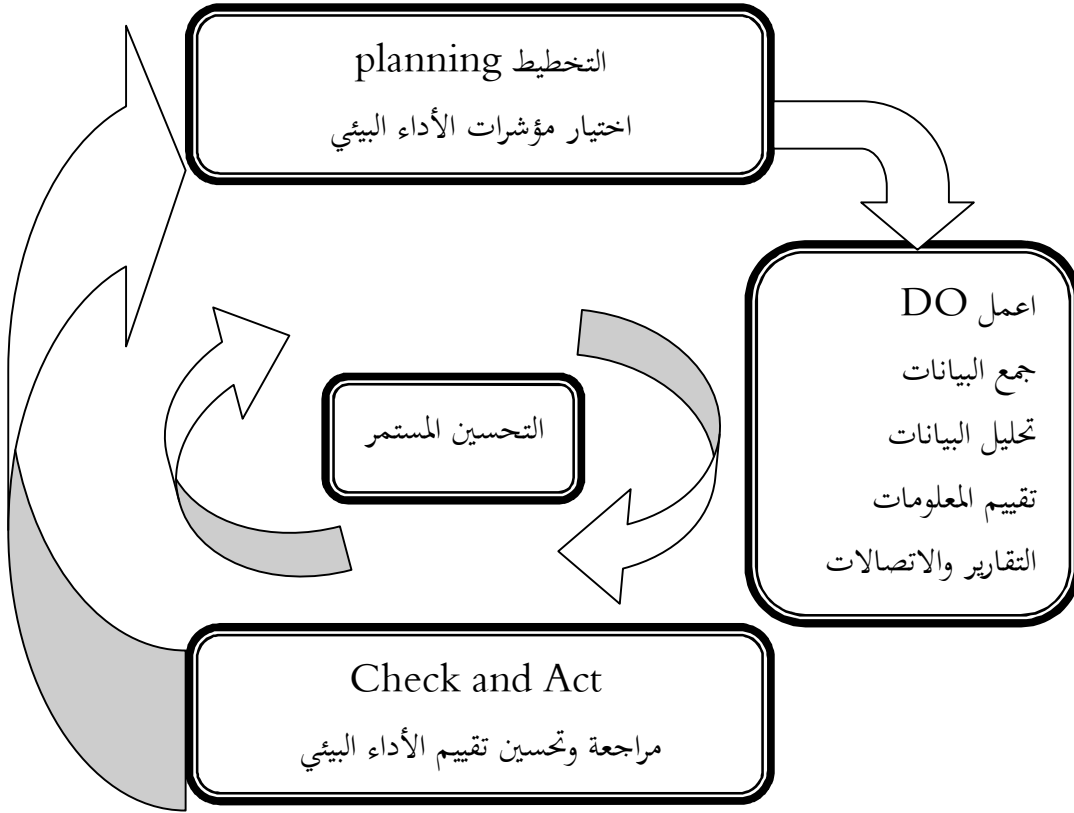 التخطيط planning
اختيار مؤشرات الأداء البيئي
اعمل DO
جمع البيانات
تحليل البيانات
تقييم المعلومات
التقارير والاتصالات
التحسين المستمر
Check and Act
مراجعة وتحسين تقييم الأداء البيئي